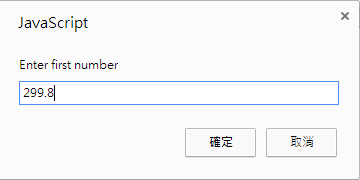 JavaScript
Enter first number
299.8
確定 取消